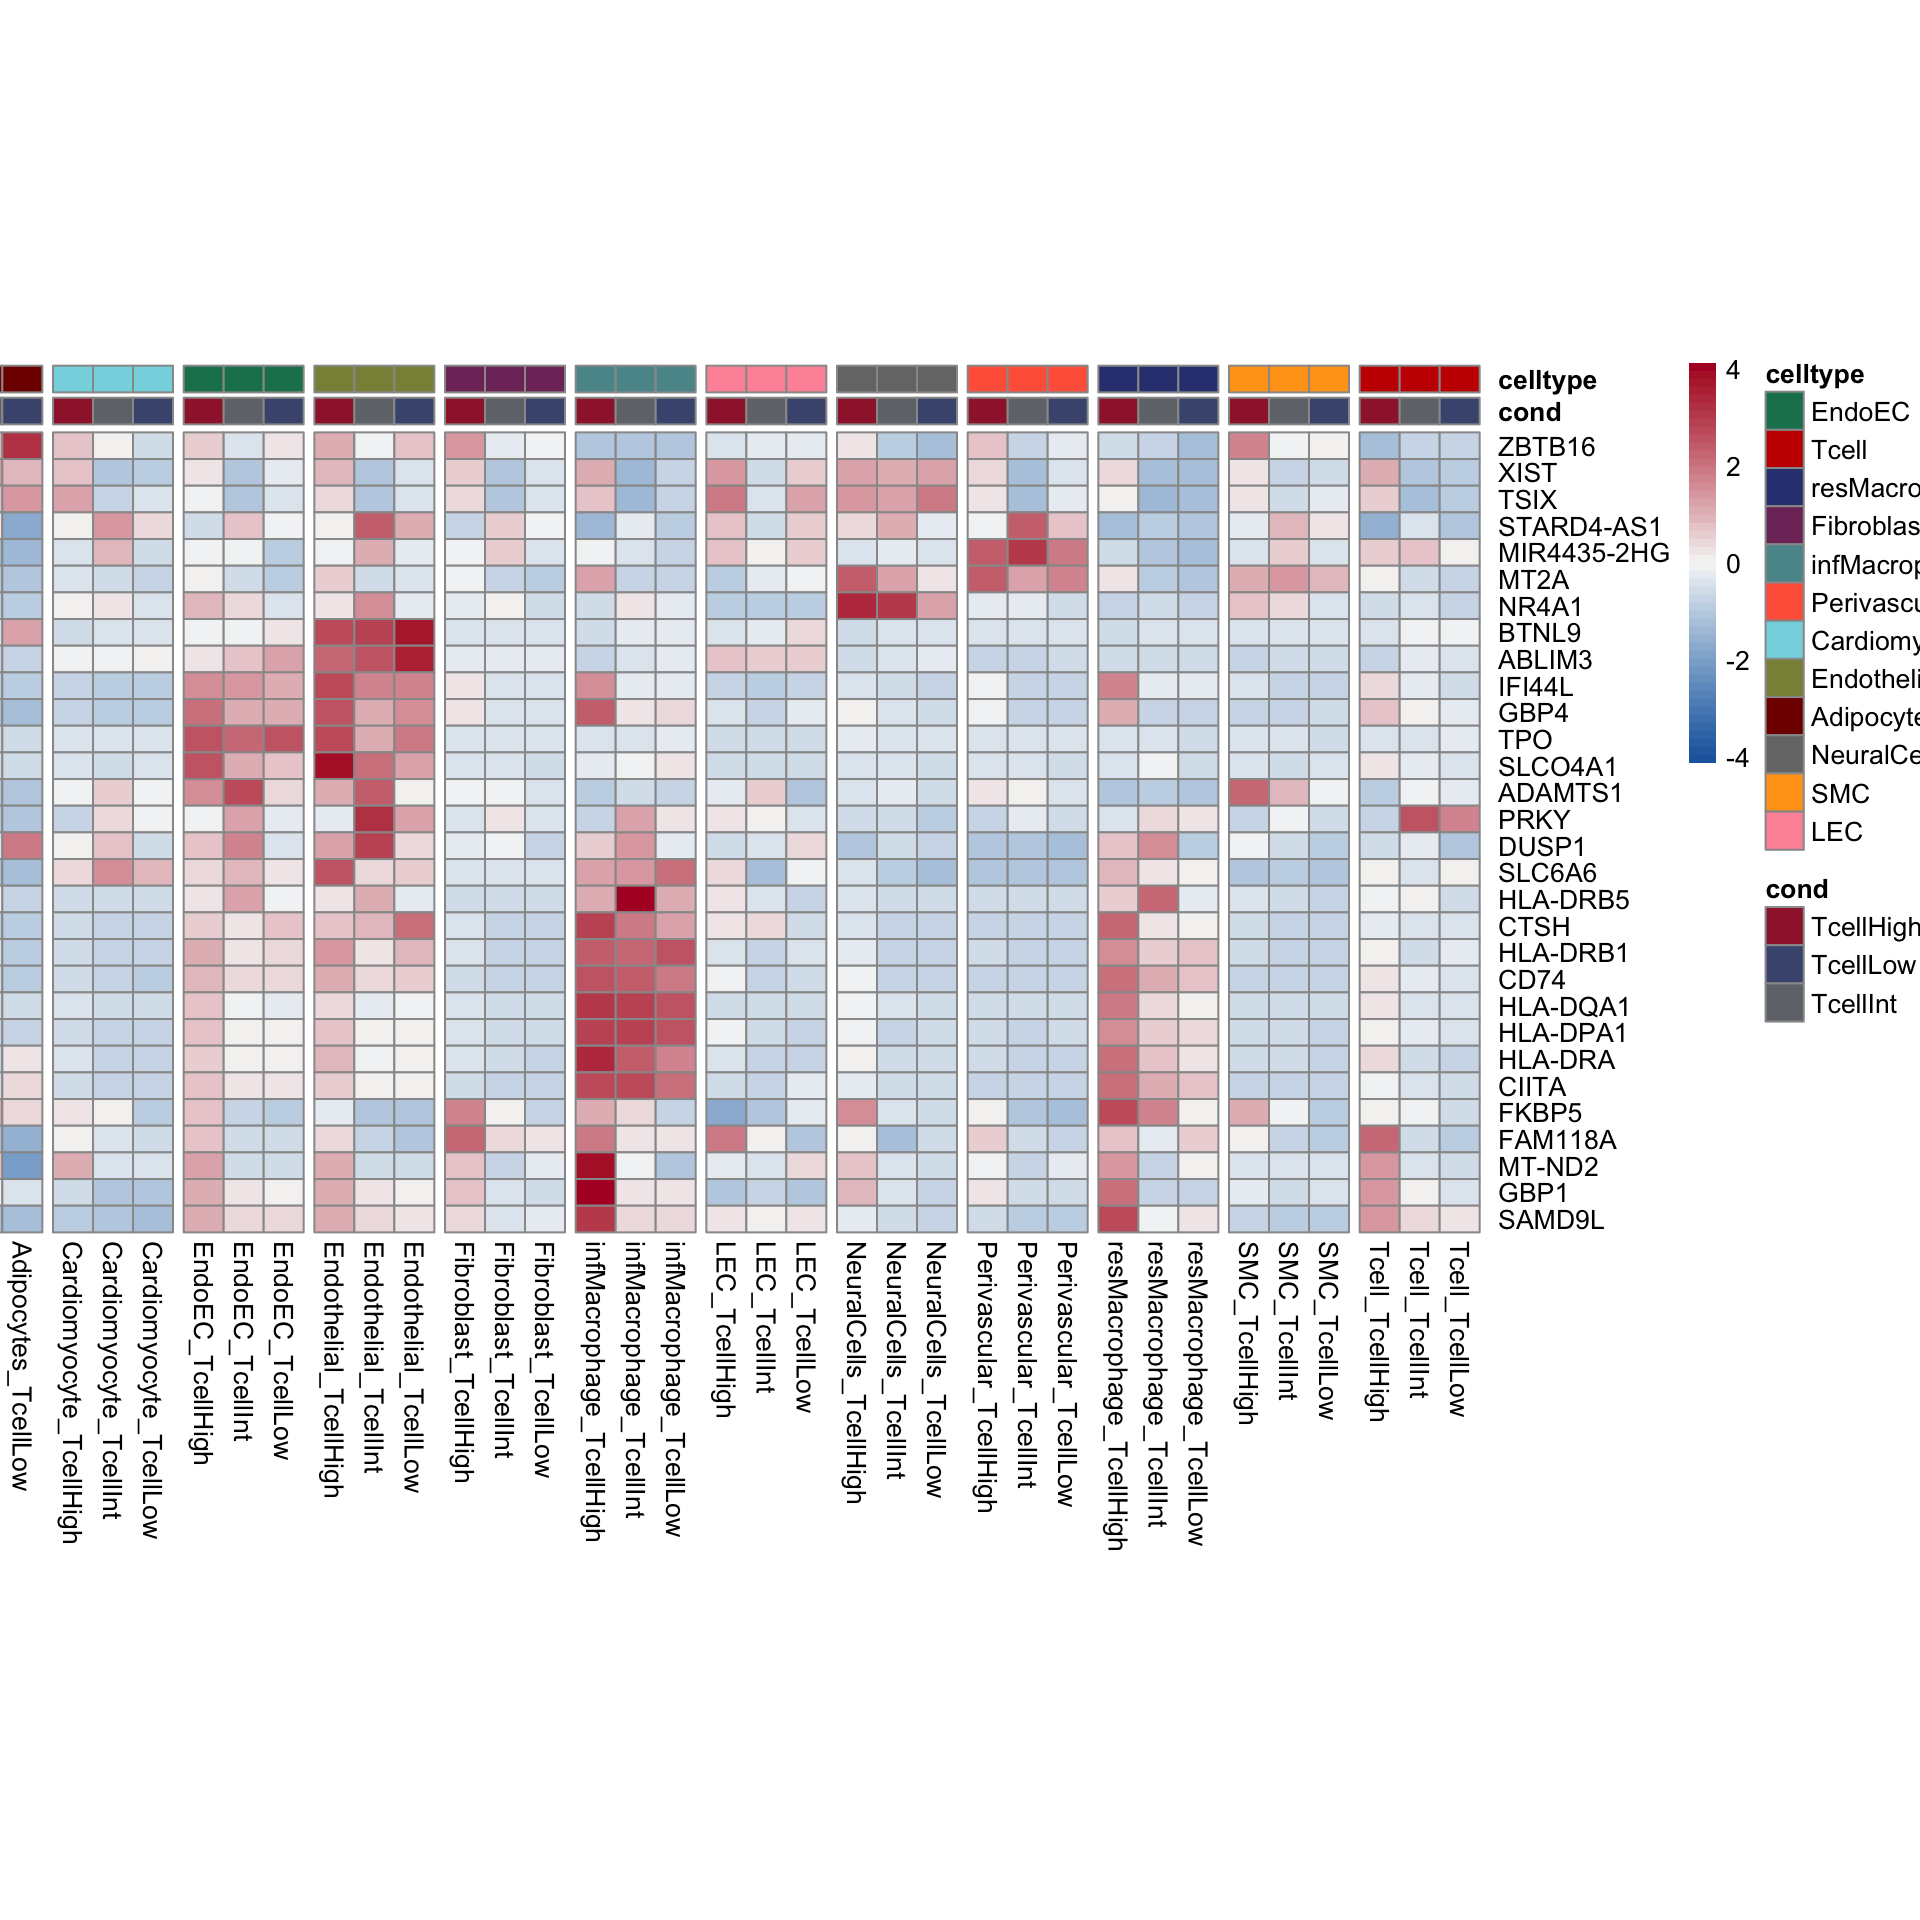 celltype
cond
ZBTB16
XIST
TSIX
STARD4-AS1
MIR4435-2HG
MT2A
NR4A1
BTNL9
ABLIM3
IFI44L
GBP4
TPO
SLCO4A1
ADAMTS1
PRKY
DUSP1
SLC6A6
HLA-DRB5
CTSH
HLA-DRB1
CD74
HLA-DQA1
HLA-DPA1
HLA-DRA
CIITA
FKBP5
FAM118A
MT-ND2
GBP1
SAMD9L
Adipocytes_TcellLow
Cardiomyocyte_TcellHigh
Cardiomyocyte_TcellInt
Cardiomyocyte_TcellLow
EndoEC_TcellHigh
EndoEC_TcellInt
EndoEC_TcellLow
Endothelial_TcellHigh
Endothelial_TcellInt
Endothelial_TcellLow
Fibroblast_TcellHigh
Fibroblast_TcellInt
Fibroblast_TcellLow
infMacrophage_TcellHigh
infMacrophage_TcellInt
infMacrophage_TcellLow
LEC_TcellHigh
LEC_TcellInt
LEC_TcellLow
NeuralCells_TcellHigh
NeuralCells_TcellInt
NeuralCells_TcellLow
Perivascular_TcellHigh
Perivascular_TcellInt
Perivascular_TcellLow
resMacrophage_TcellHigh
resMacrophage_TcellInt
resMacrophage_TcellLow
SMC_TcellHigh
SMC_TcellInt
SMC_TcellLow
Tcell_TcellHigh
Tcell_TcellInt
Tcell_TcellLow
4
2
0
-2
-4
celltype
EndoEC
Tcell
resMacro
Fibroblas
infMacrop
Perivascu
Cardiomy
Endotheli
Adipocyte
NeuralCe
SMC
LEC
cond
TcellHigh
TcellLow
TcellInt